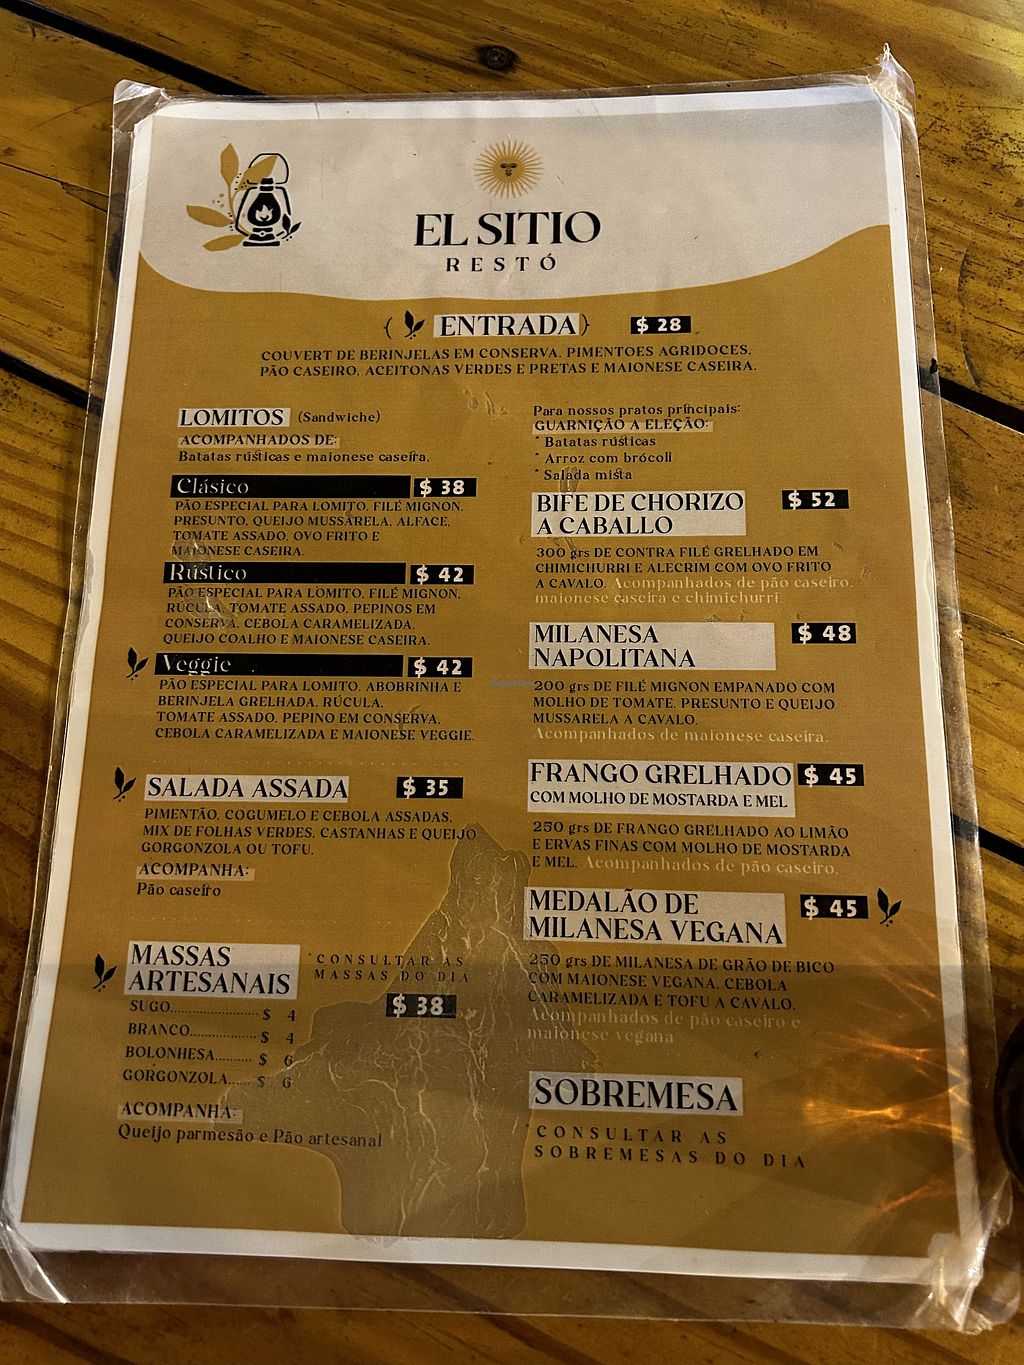 EL SITIO
RESTÓ
( ENTRADA ) $ 28
COUVERT DE BERINJELAS EM CONSERVA, PIMENTOES AGRIDOCES,
PÃO CASEIRO, ACEITONAS VERDES E PRETAS E MAIONESE CASEIRA.
LOMITOS (Sandwiche)
ACOMPANHADOS DE:
Batatas rústicas e maionese caseira.
Clásico $ 38
PÃO ESPECIAL PARA LOMITO, FILÉ MIGNON,
PRESUNTO, QUEIJO MUSSARELA, ALFACE,
TOMATE ASSADO, OVO FRITO E
MAIONESE CASEIRA.
Rústico $ 42
PÃO ESPECIAL PARA LOMITO, FILÉ MIGNON,
RÚCULA, TOMATE ASSADO, PEPINOS EM
CONSERVA, CEBOLA CARAMELIZADA,
QUEIJO COALHO E MAIONESE CASEIRA.
Veggie $ 42
PÃO ESPECIAL PARA LOMITO, ABOBRINHA E
BERINJELA GRELHADA, RÚCULA,
TOMATE ASSADO, PEPINO EM CONSERVA,
CEBOLA CARAMELIZADA E MAIONESE VEGGIE.
SALADA ASSADA $ 35
PIMENTÃO, COGUMELO E CEBOLA ASSADAS,
MIX DE FOLHAS VERDES, CASTANHAS E QUEIJO
GORGONZOLA OU TOFU.
ACOMPANHA:
Pão caseiro
MASSAS
ARTESANAIS
*CONSULTAR AS
MASSAS DO DIA
$ 38
SUGO........................ $ 4
BRANCO................... $ 4
BOLONHESA.......... $ 6
GORGONZOLA...... $ 6
ACOMPANHA:
Queijo parmesão e Pão artesanal
Para nossos pratos principais:
GUARNIÇÃO A ELEÇÃO:
* Batatas rústicas
* Arroz com brócoli
* Salada mista
BIFE DE CHORIZO
A CABALLO
$ 52
300 grs DE CONTRA FILÉ GRELHADO EM
CHIMICHURRI E ALECRIM COM OVO FRITO
A CAVALO. Acompanhados de pão caseiro,
maionese caseira e chimichurri.
MILANESA
NAPOLITANA
$ 48
200 grs DE FILÉ MIGNON EMPANADO COM
MOLHO DE TOMATE, PRESUNTO E QUEIJO
MUSSARELA A CAVALO.
Acompanhados de maionese caseira.
FRANGO GRELHADO $ 45
COM MOLHO DE MOSTARDA E MEL
250 grs DE FRANGO GRELHADO AO LIMÃO
E ERVAS FINAS COM MOLHO DE MOSTARDA
E MEL. Acompanhados de pão caseiro.
MEDALÃO DE
MILANESA VEGANA
$ 45
250 grs DE MILANESA DE GRÃO DE BICO
COM MAIONESE VEGANA, CEBOLA
CARAMELIZADA E TOFU A CAVALO.
Acompanhados de pão caseiro e
maionese vegana
SOBREMESA
*CONSULTAR AS
SOBREMESAS DO DIA